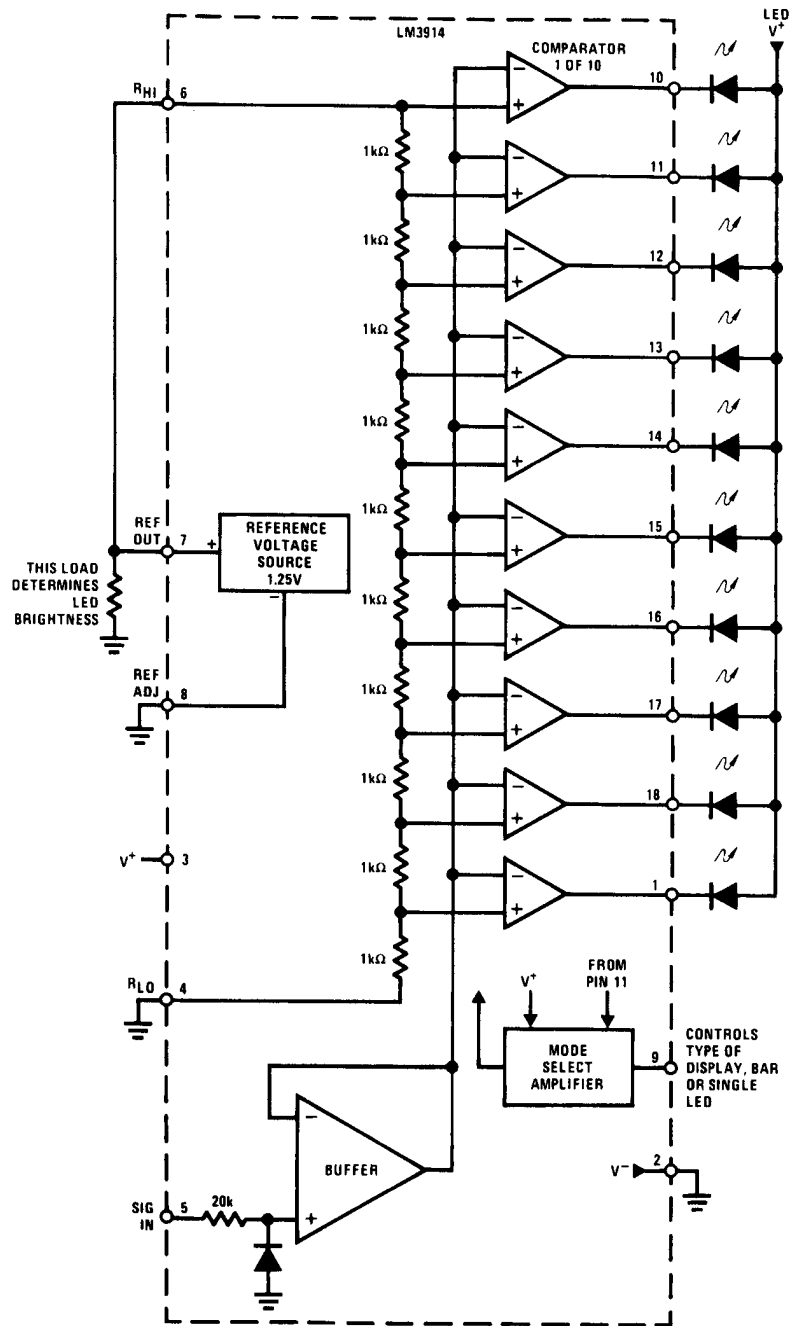 LED
V+
LM3914
COMPARATOR
1 OF 10
RHI
6
−
+
10
1kΩ
−
+
11
1kΩ
−
+
12
1kΩ
−
+
13
1kΩ
−
+
14
1kΩ
−
+
15
REF
OUT
7
+
REFERENCE
VOLTAGE
SOURCE
1.25V
−
THIS LOAD
DETERMINES
LED
BRIGHTNESS
1kΩ
−
+
16
REF
ADJ
8
1kΩ
−
+
17
1kΩ
−
+
18
V+
3
1kΩ
−
+
1
1kΩ
RLO
4
V+
FROM
PIN 11
MODE
SELECT
AMPLIFIER
9
CONTROLS
TYPE OF
DISPLAY, BAR
OR SINGLE
LED
−
BUFFER
+
V−
2
SIG
IN
5
20k